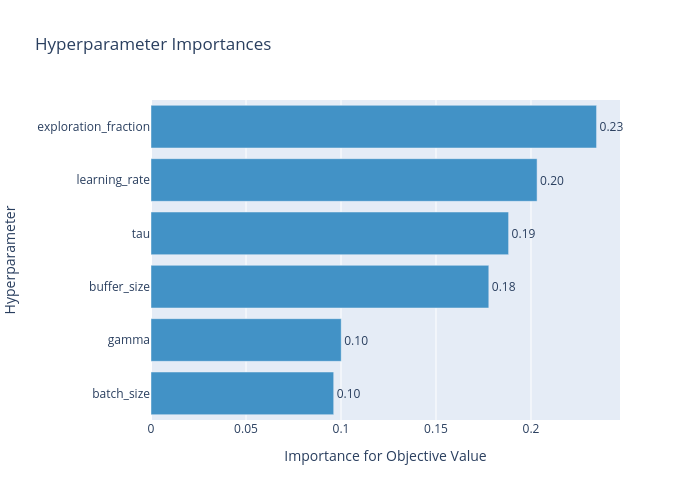 Hyperparameter Importances
Hyperparameter
exploration_fraction 0.23
learning_rate 0.20
tau 0.19
buffer_size 0.18
gamma 0.10
batch_size 0.10
0 0.05 0.1 0.15 0.2
Importance for Objective Value